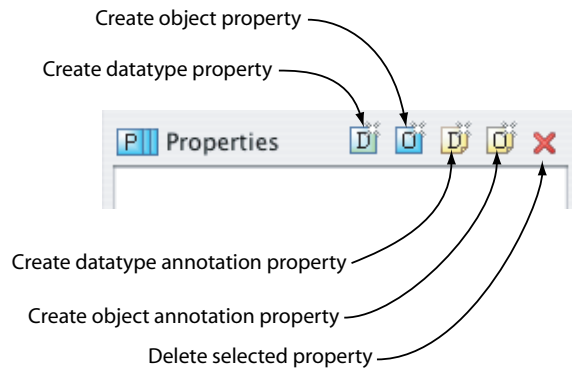 Create object property
Create datatype property
P Properties D O D O
Create datatype annotation property
Create object annotation property
Delete selected property